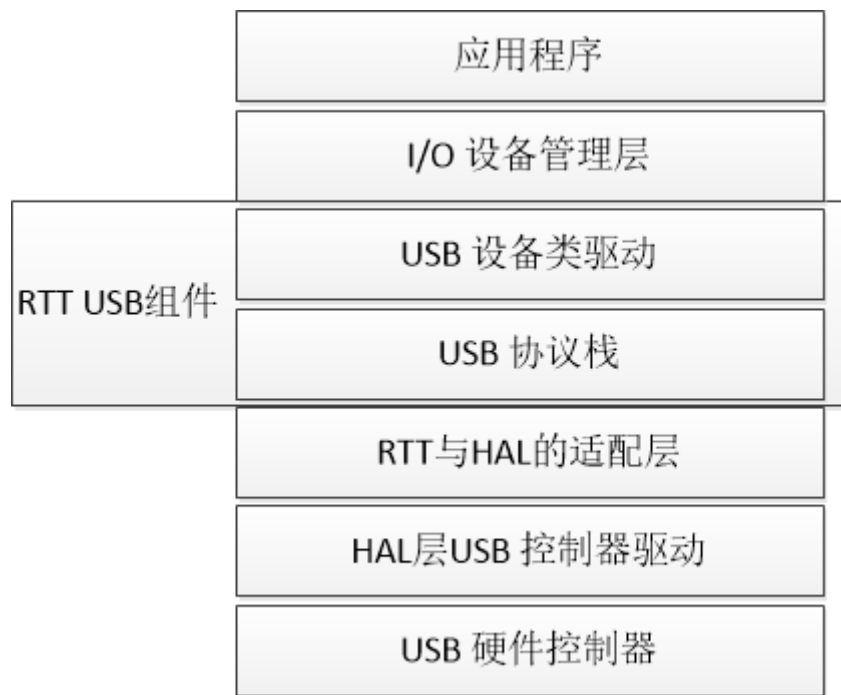 应用程序
I/O 设备管理层
USB 设备类驱动
RTT USB组件
USB 协议栈
RTT与HAL的适配层
HAL层USB 控制器驱动
USB 硬件控制器